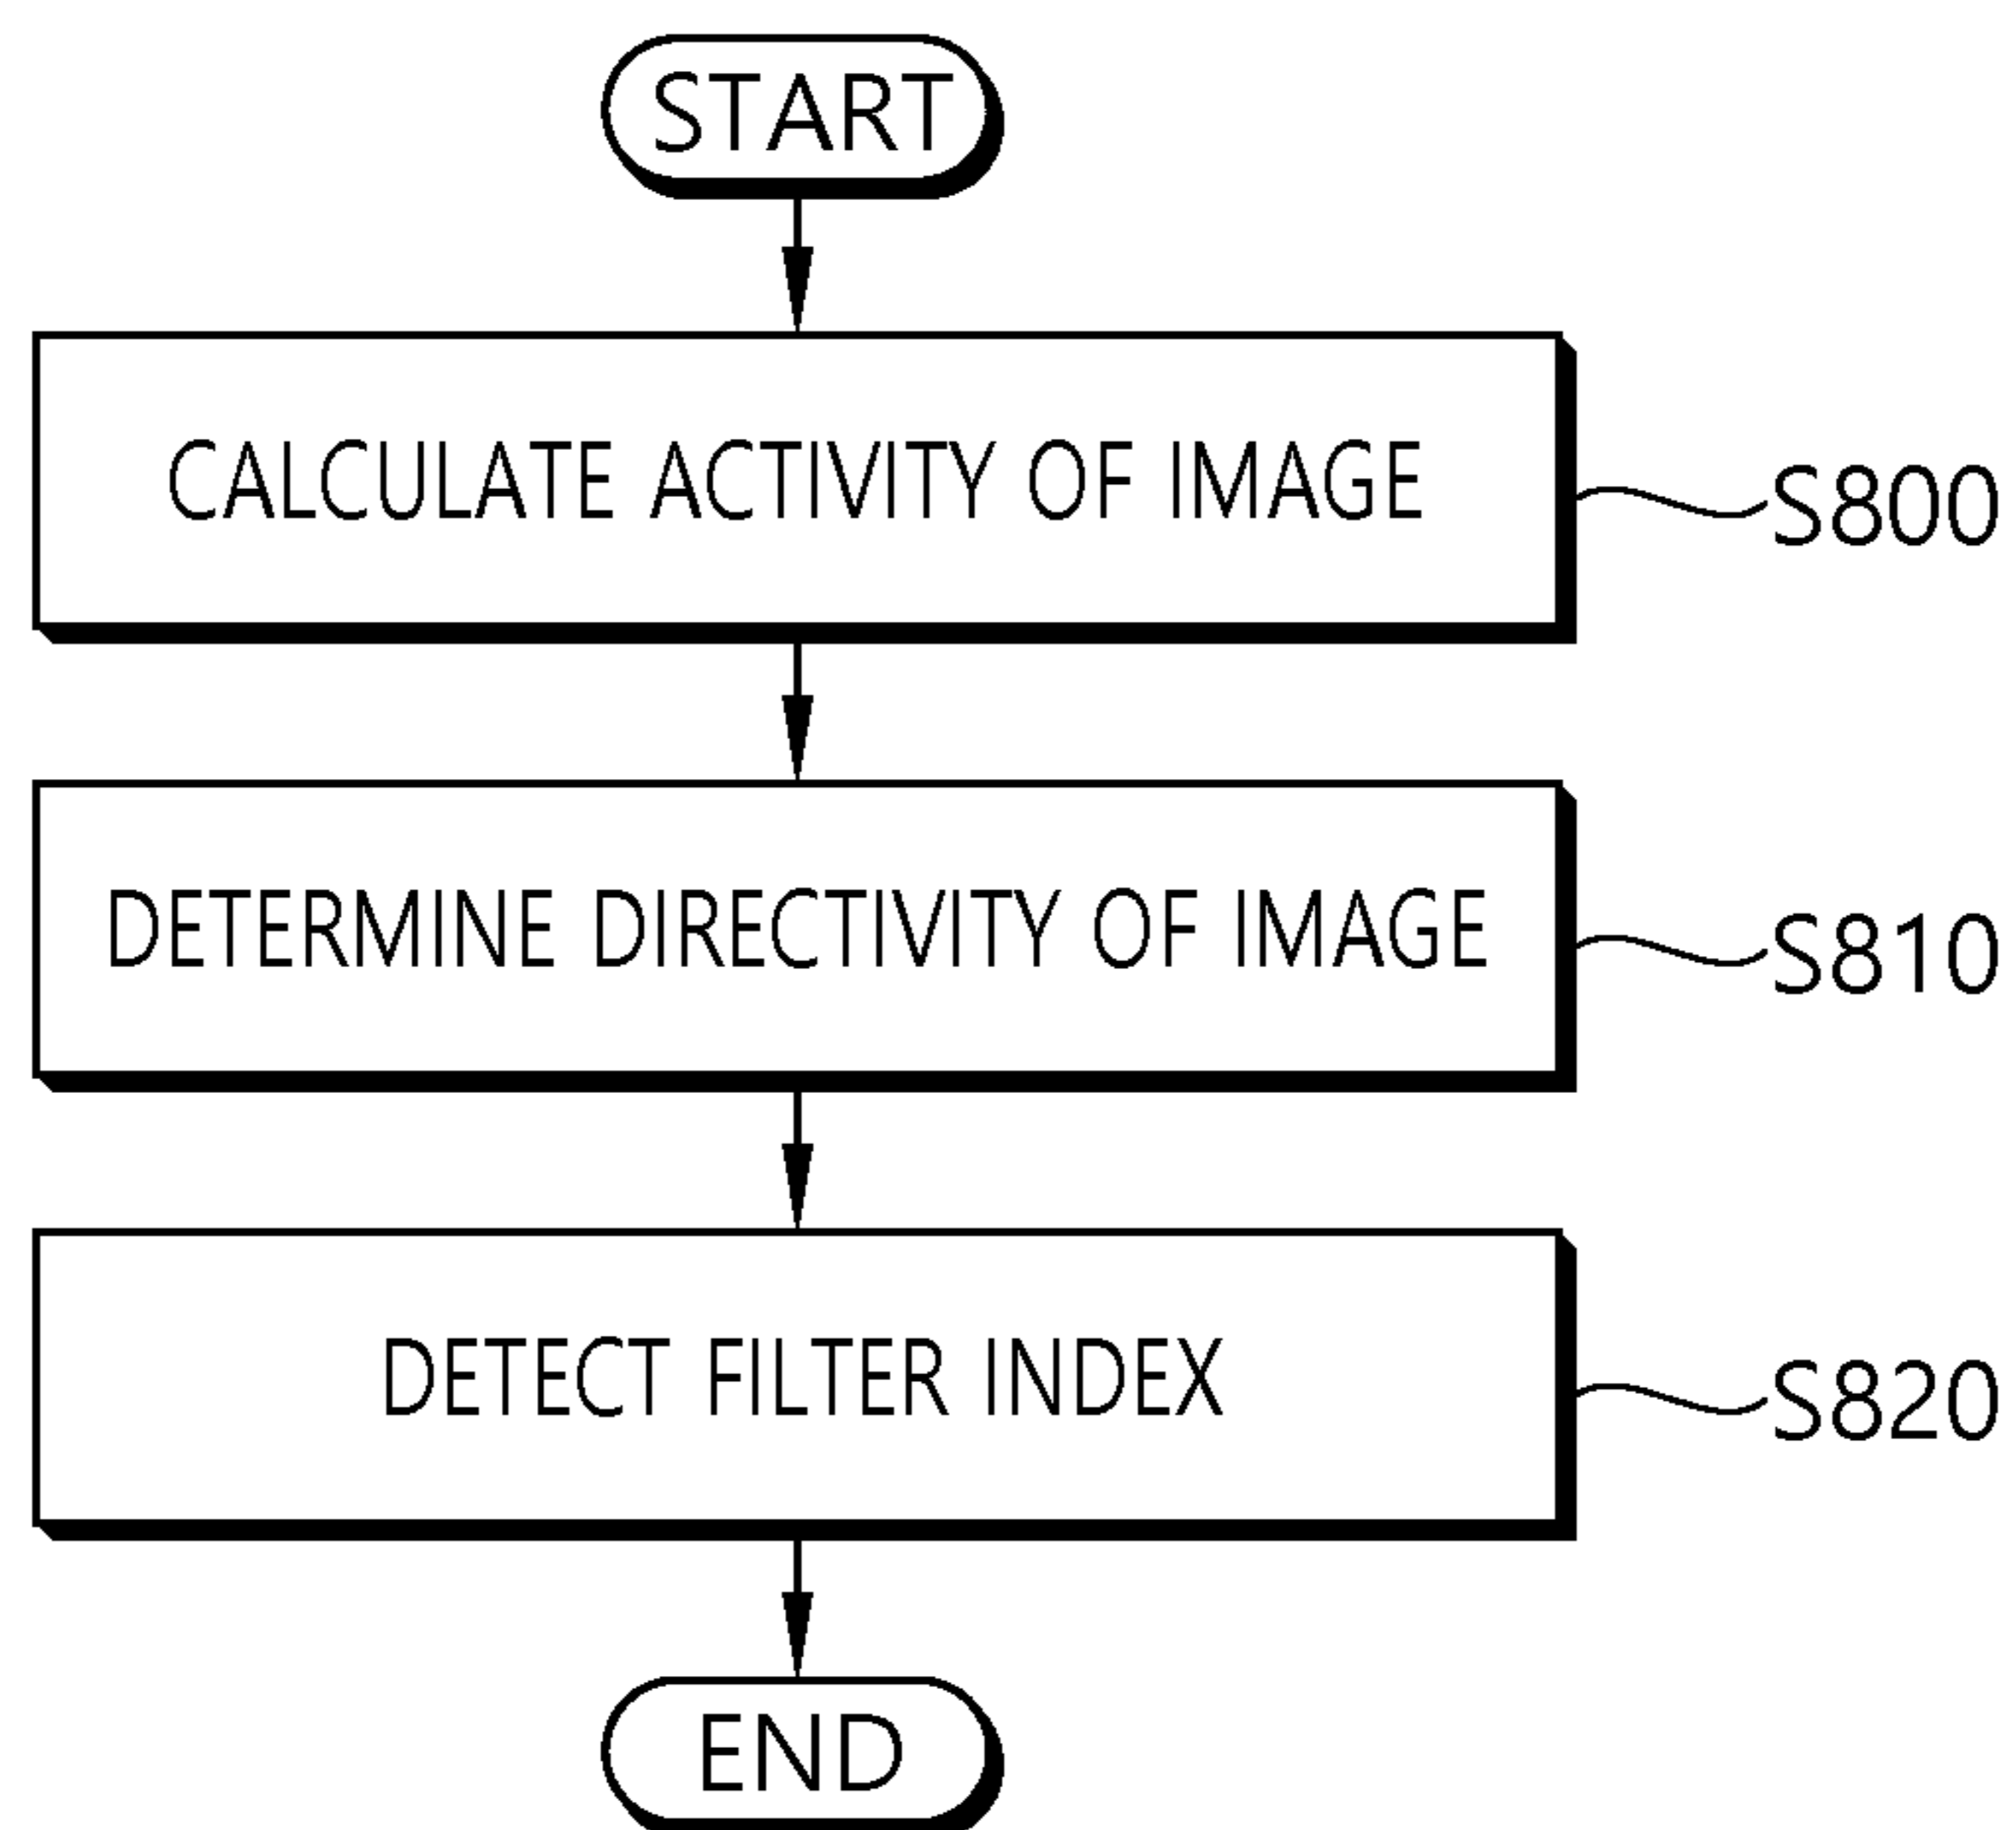 START
CALCULATE ACTIVITY OF IMAGE
S800
DETERMINE DIRECTIVITY OF IMAGE
S810
DETECT FILTER INDEX
S820
END